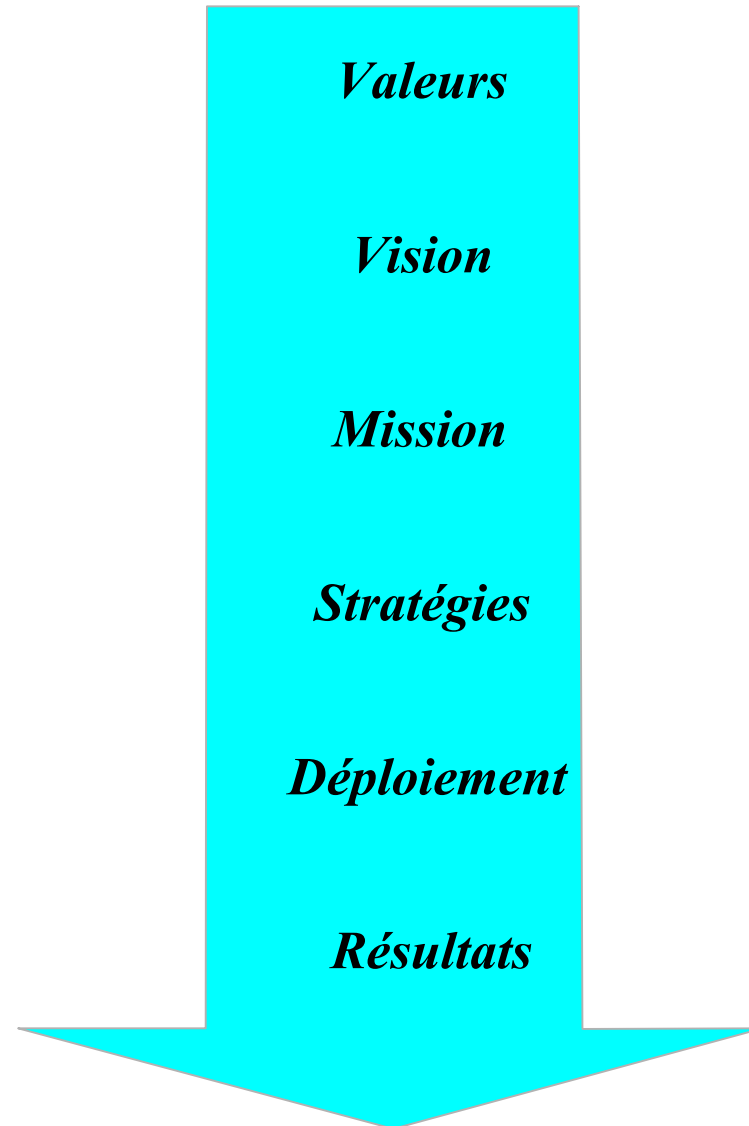 Valeurs
Vision
Mission
Stratégies
Déploiement
Résultats